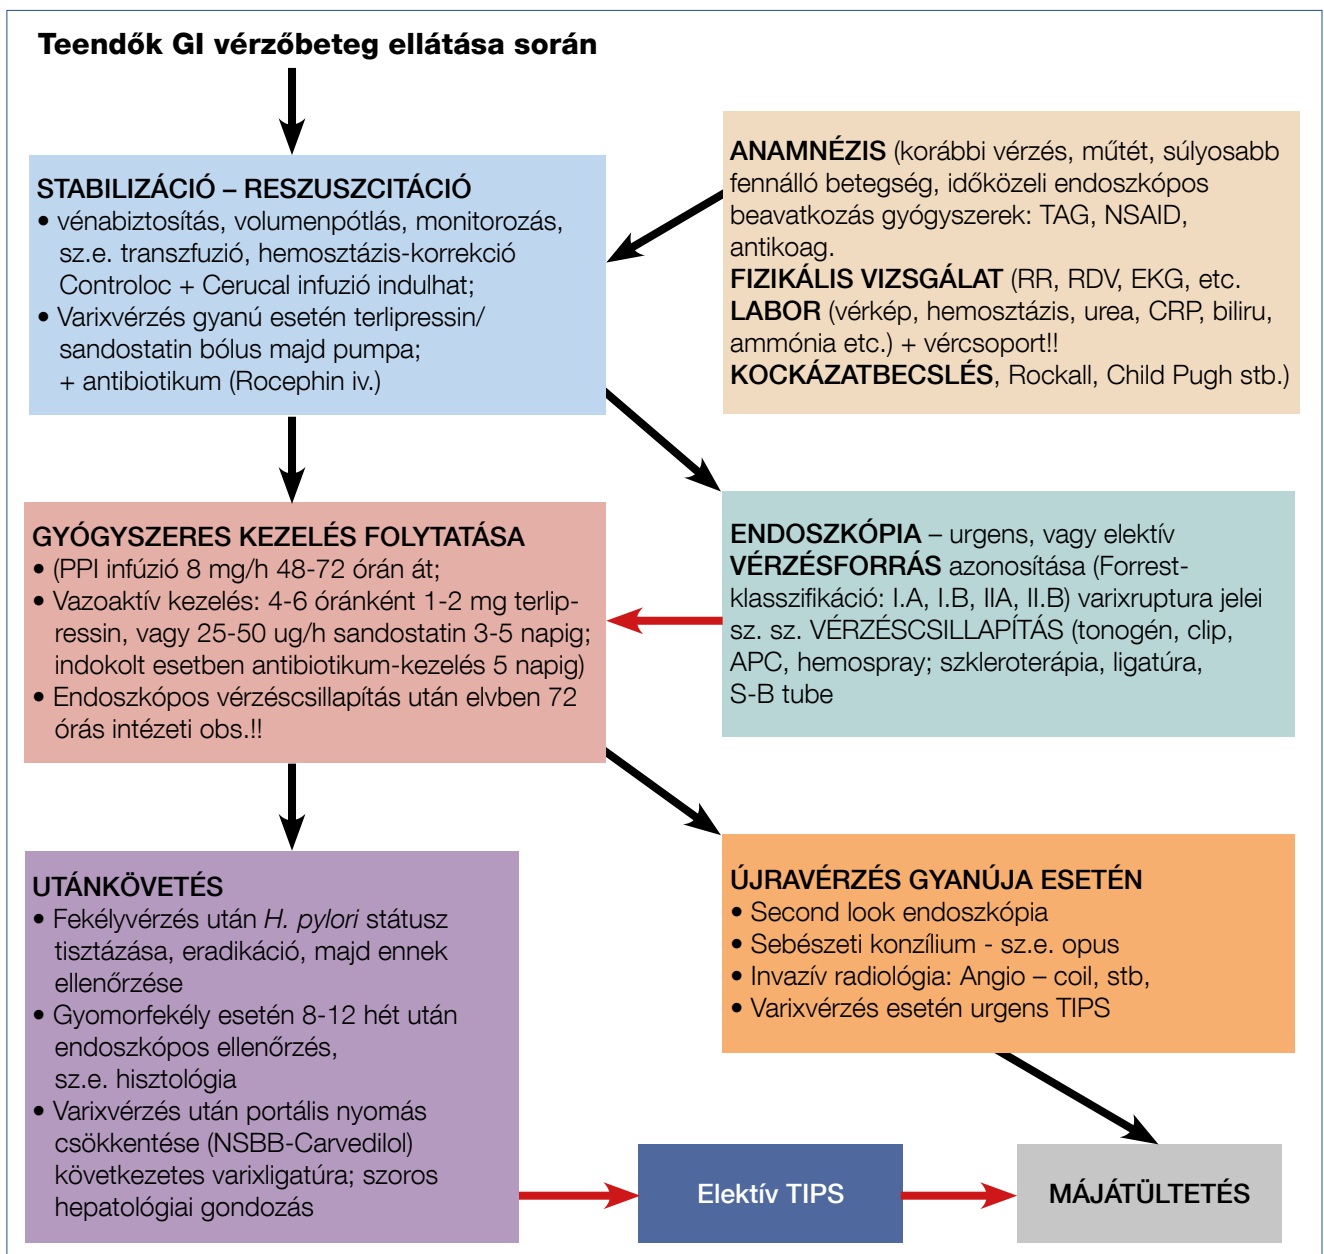 Teendők GI vérzőbeteg ellátása során
STABILIZÁCIÓ – RESZUSZCITÁCIÓ
• vénabiztosítás, volumenpótlás, monitorozás,
sz.e. transzfuzió, hemosztázis-korrekció
Controloc + Cerucal infuzió indulhat;
• Varixvérzés gyanú esetén terlipressin/
sandostatin bólus majd pumpa;
+ antibiotikum (Rocephin iv.)
ANAMNÉZIS (korábbi vérzés, műtét, súlyosabb
fennálló betegség, időközeli endoszkópos
beavatkozás gyógyszerek: TAG, NSAID,
antikoag.
FIZIKÁLIS VIZSGÁLAT (RR, RDV, EKG, etc.
LABOR (vérkép, hemosztázis, urea, CRP, biliru,
ammónia etc.) + vércsoport!!
KOCKÁZATBECSLÉS, Rockall, Child Pugh stb.)
GYÓGYSZERES KEZELÉS FOLYTATÁSA
• (PPI infúzió 8 mg/h 48-72 órán át;
• Vazoaktív kezelés: 4-6 óránként 1-2 mg terlip-
ressin, vagy 25-50 ug/h sandostatin 3-5 napig;
indokolt esetben antibiotikum-kezelés 5 napig)
• Endoszkópos vérzéscsillapítás után elvben 72
órás intézeti obs.!!
ENDOSZKÓPIA – urgens, vagy elektív
VÉRZÉSFORRÁS azonosítása (Forrest-
klasszifikáció: I.A, I.B, IIA, II.B) varixruptura jelei
sz. sz. VÉRZÉSCSILLAPÍTÁS (tonogén, clip,
APC, hemospray; szkleroterápia, ligatúra,
S-B tube
UTÁNKÖVETÉS
• Fekélyvérzés után H. pylori státusz
tisztázása, eradikáció, majd ennek
ellenőrzése
• Gyomorfekély esetén 8-12 hét után
endoszkópos ellenőrzés,
sz.e. hisztológia
• Varixvérzés után portális nyomás
csökkentése (NSBB-Carvedilol)
következetes varixligatúra; szoros
hepatológiai gondozás
ÚJRAVÉRZÉS GYANÚJA ESETÉN
• Second look endoszkópia
• Sebészeti konzílium - sz.e. opus
• Invazív radiológia: Angio – coil, stb,
• Varixvérzés esetén urgens TIPS
Elektív TIPS
MÁJÁTÜLTETÉS